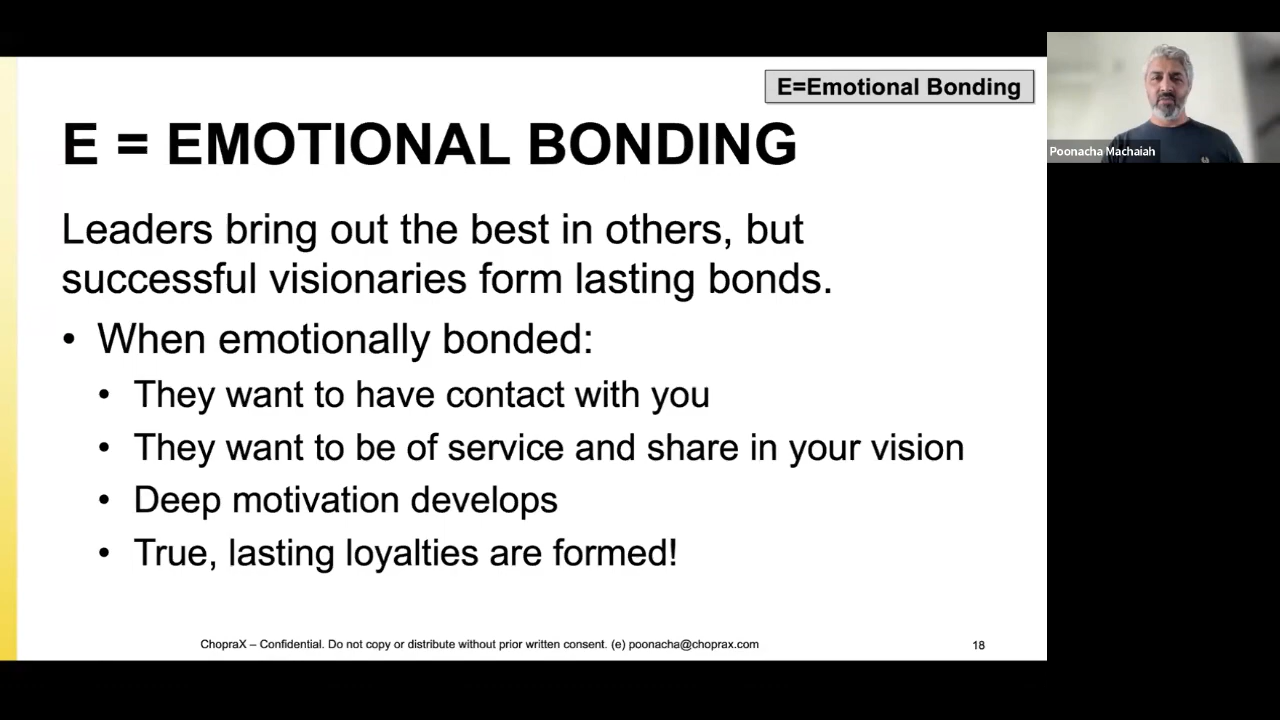 E=Emotional Bonding
E = EMOTIONAL BONDING
Leaders bring out the best in others, but
successful visionaries form lasting bonds.
• When emotionally bonded:
• They want to have contact with you
• They want to be of service and share in your vision
• Deep motivation develops
• True, lasting loyalties are formed!
ChopraX – Confidential. Do not copy or distribute without prior written consent. (e) poonacha@choprax.com
18
Poonacha Machaiah